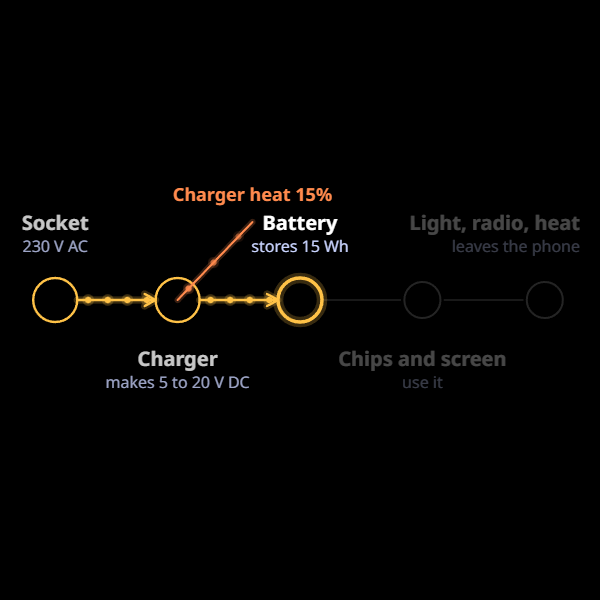 Charger heat 15%
Socket
230 V AC
Battery
stores 15 Wh
Light, radio, heat
leaves the phone
Charger
makes 5 to 20 V DC
Chips and screen
use it